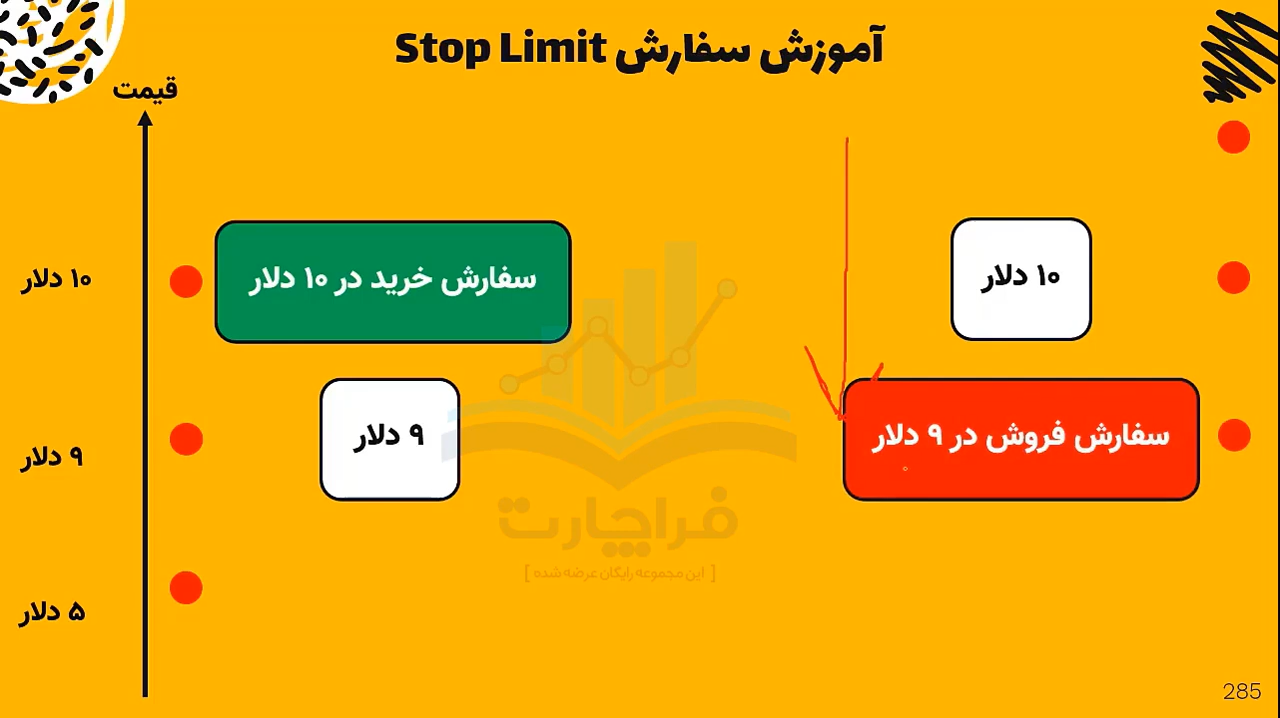 آموزش سفارش Stop Limit
قیمت
۱۰ دلار
سفارش خرید در ۱۰ دلار
۱۰ دلار
۹ دلار
۹ دلار
سفارش فروش در ۹ دلار
فراچارت
[ این مجموعه رایگان عرضه شده ]
۵ دلار
285